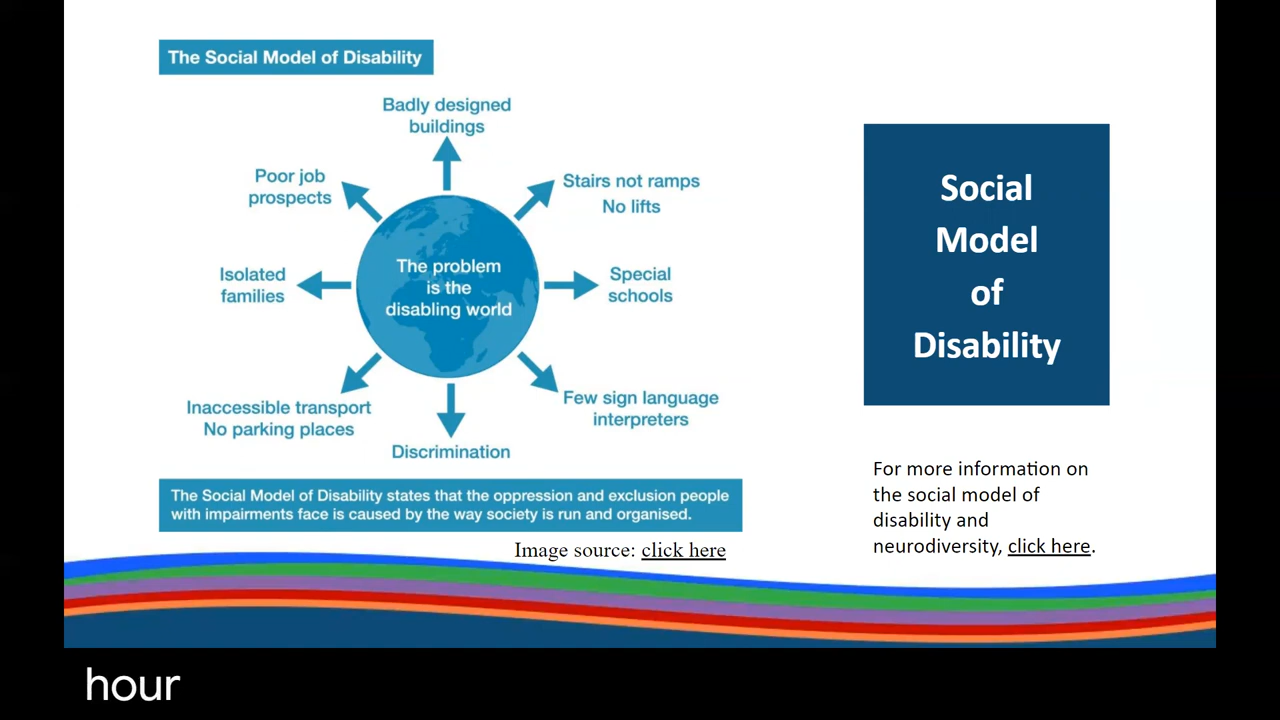 The Social Model of Disability
Badly designed
buildings
Poor job
prospects
Stairs not ramps
No lifts
Isolated
families
The problem
is the
disabling world
Special
schools
Inaccessible transport
No parking places
Few sign language
interpreters
Discrimination
The Social Model of Disability states that the oppression and exclusion people
with impairments face is caused by the way society is run and organised.
Image source: click here
Social
Model
of
Disability
For more information on
the social model of
disability and
neurodiversity, click here.
hour